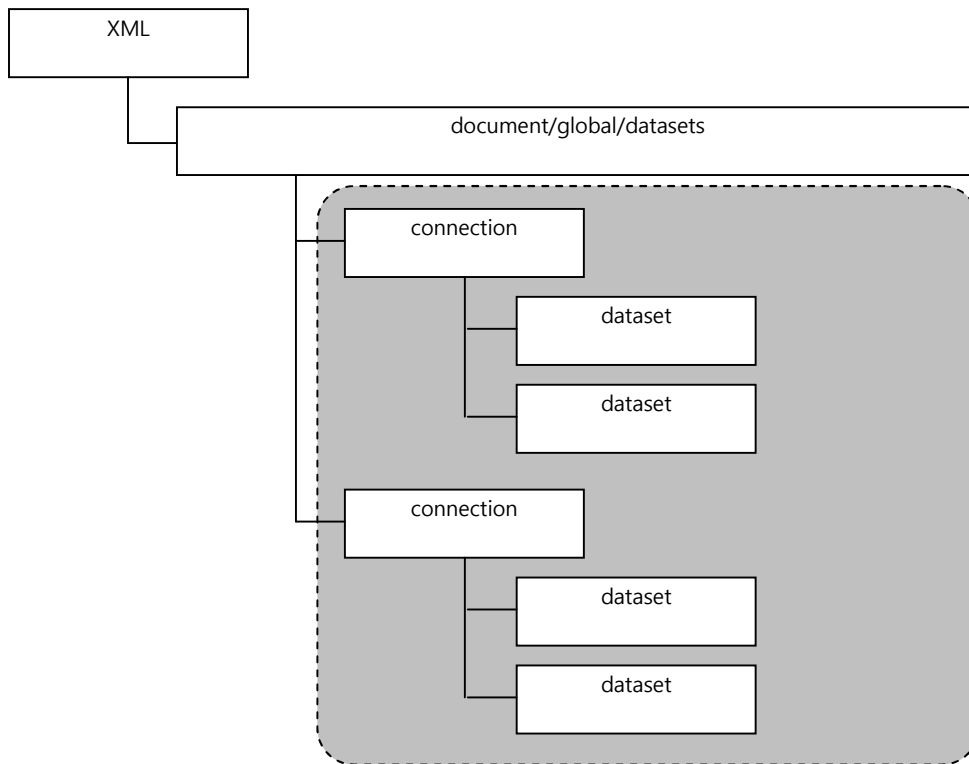 XML
document/global/datasets
connection
dataset
dataset
connection
dataset
dataset